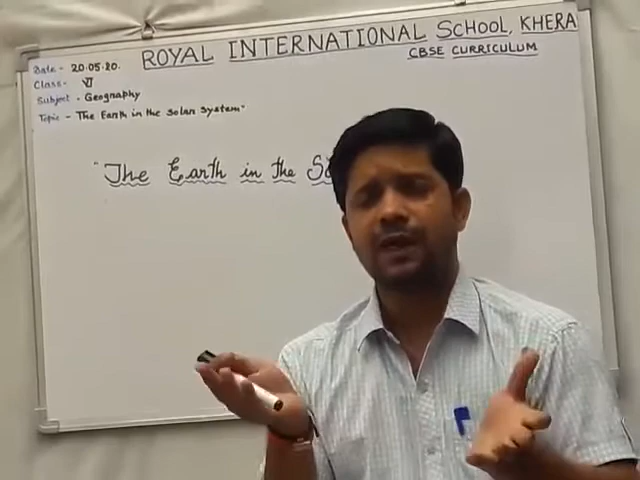 ROYAL INTERNATIONAL SCHOOL, KHERA
CBSE CURRICULUM
Date - 20.05.20.
Class - VI
Subject - Geography
Topic - The Earth in the Solar System"
"The Earth in the